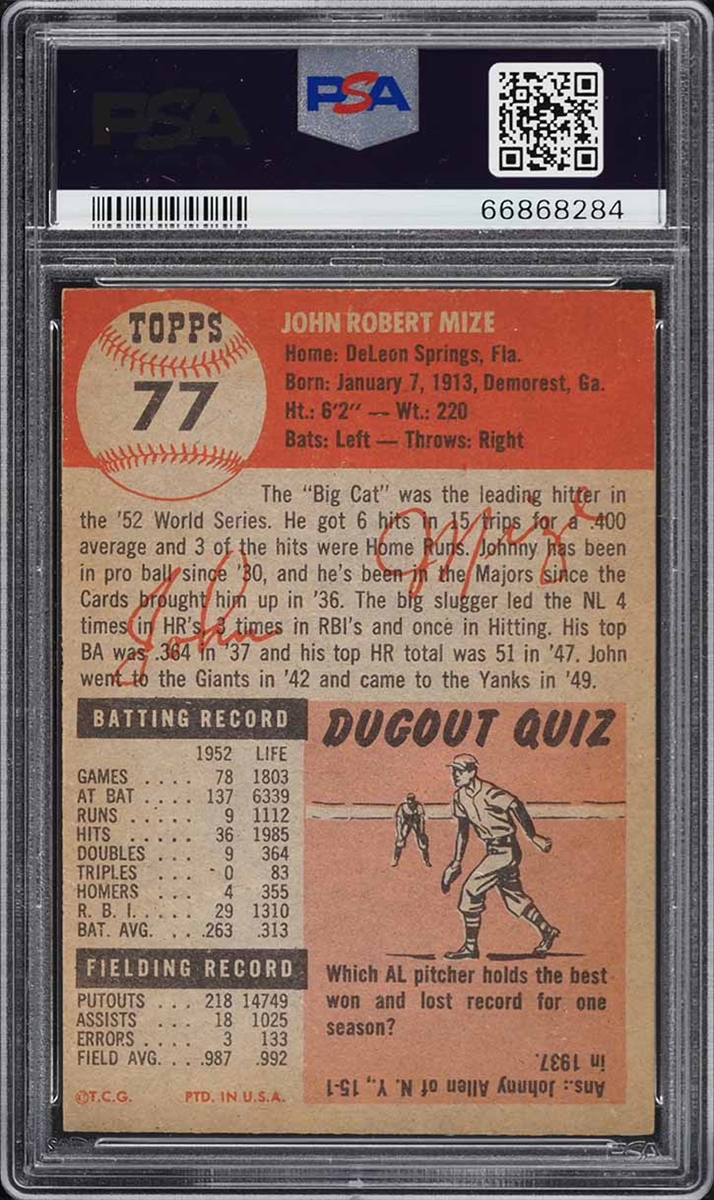 PSA
PSA
66868284
TOPPS
77
JOHN ROBERT MIZE
Home: DeLeon Springs, Fla.
Born: January 7, 1913, Demorest, Ga.
Ht.: 6'2" — Wt.: 220
Bats: Left — Throws: Right
The "Big Cat" was the leading hitter in
the '52 World Series. He got 6 hits in 15 trips for a .400
average and 3 of the hits were Home Runs. Johnny has been
in pro ball since '30, and he's been in the Majors since the
Cards brought him up in '36. The big slugger led the NL 4
times in HR's, 3 times in RBI's and once in Hitting. His top
BA was .364 in '37 and his top HR total was 51 in '47. John
went to the Giants in '42 and came to the Yanks in '49.
John Mize
BATTING RECORD
1952 LIFE
GAMES .... 78 1803
AT BAT .... 137 6339
RUNS ..... 9 1112
HITS ..... 36 1985
DOUBLES ... 9 364
TRIPLES ... 0 83
HOMERS ... 4 355
R. B. I. .... 29 1310
BAT. AVG. ... .263 .313
FIELDING RECORD
PUTOUTS ... 218 14749
ASSISTS ... 18 1025
ERRORS .... 3 133
FIELD AVG. ... .987 .992
©T.C.G. PTD. IN U.S.A.
DUGOUT QUIZ
Which AL pitcher holds the best
won and lost record for one
season?
Ans.: Johnny Allen of N. Y., 15-1
in 1937.
PSA